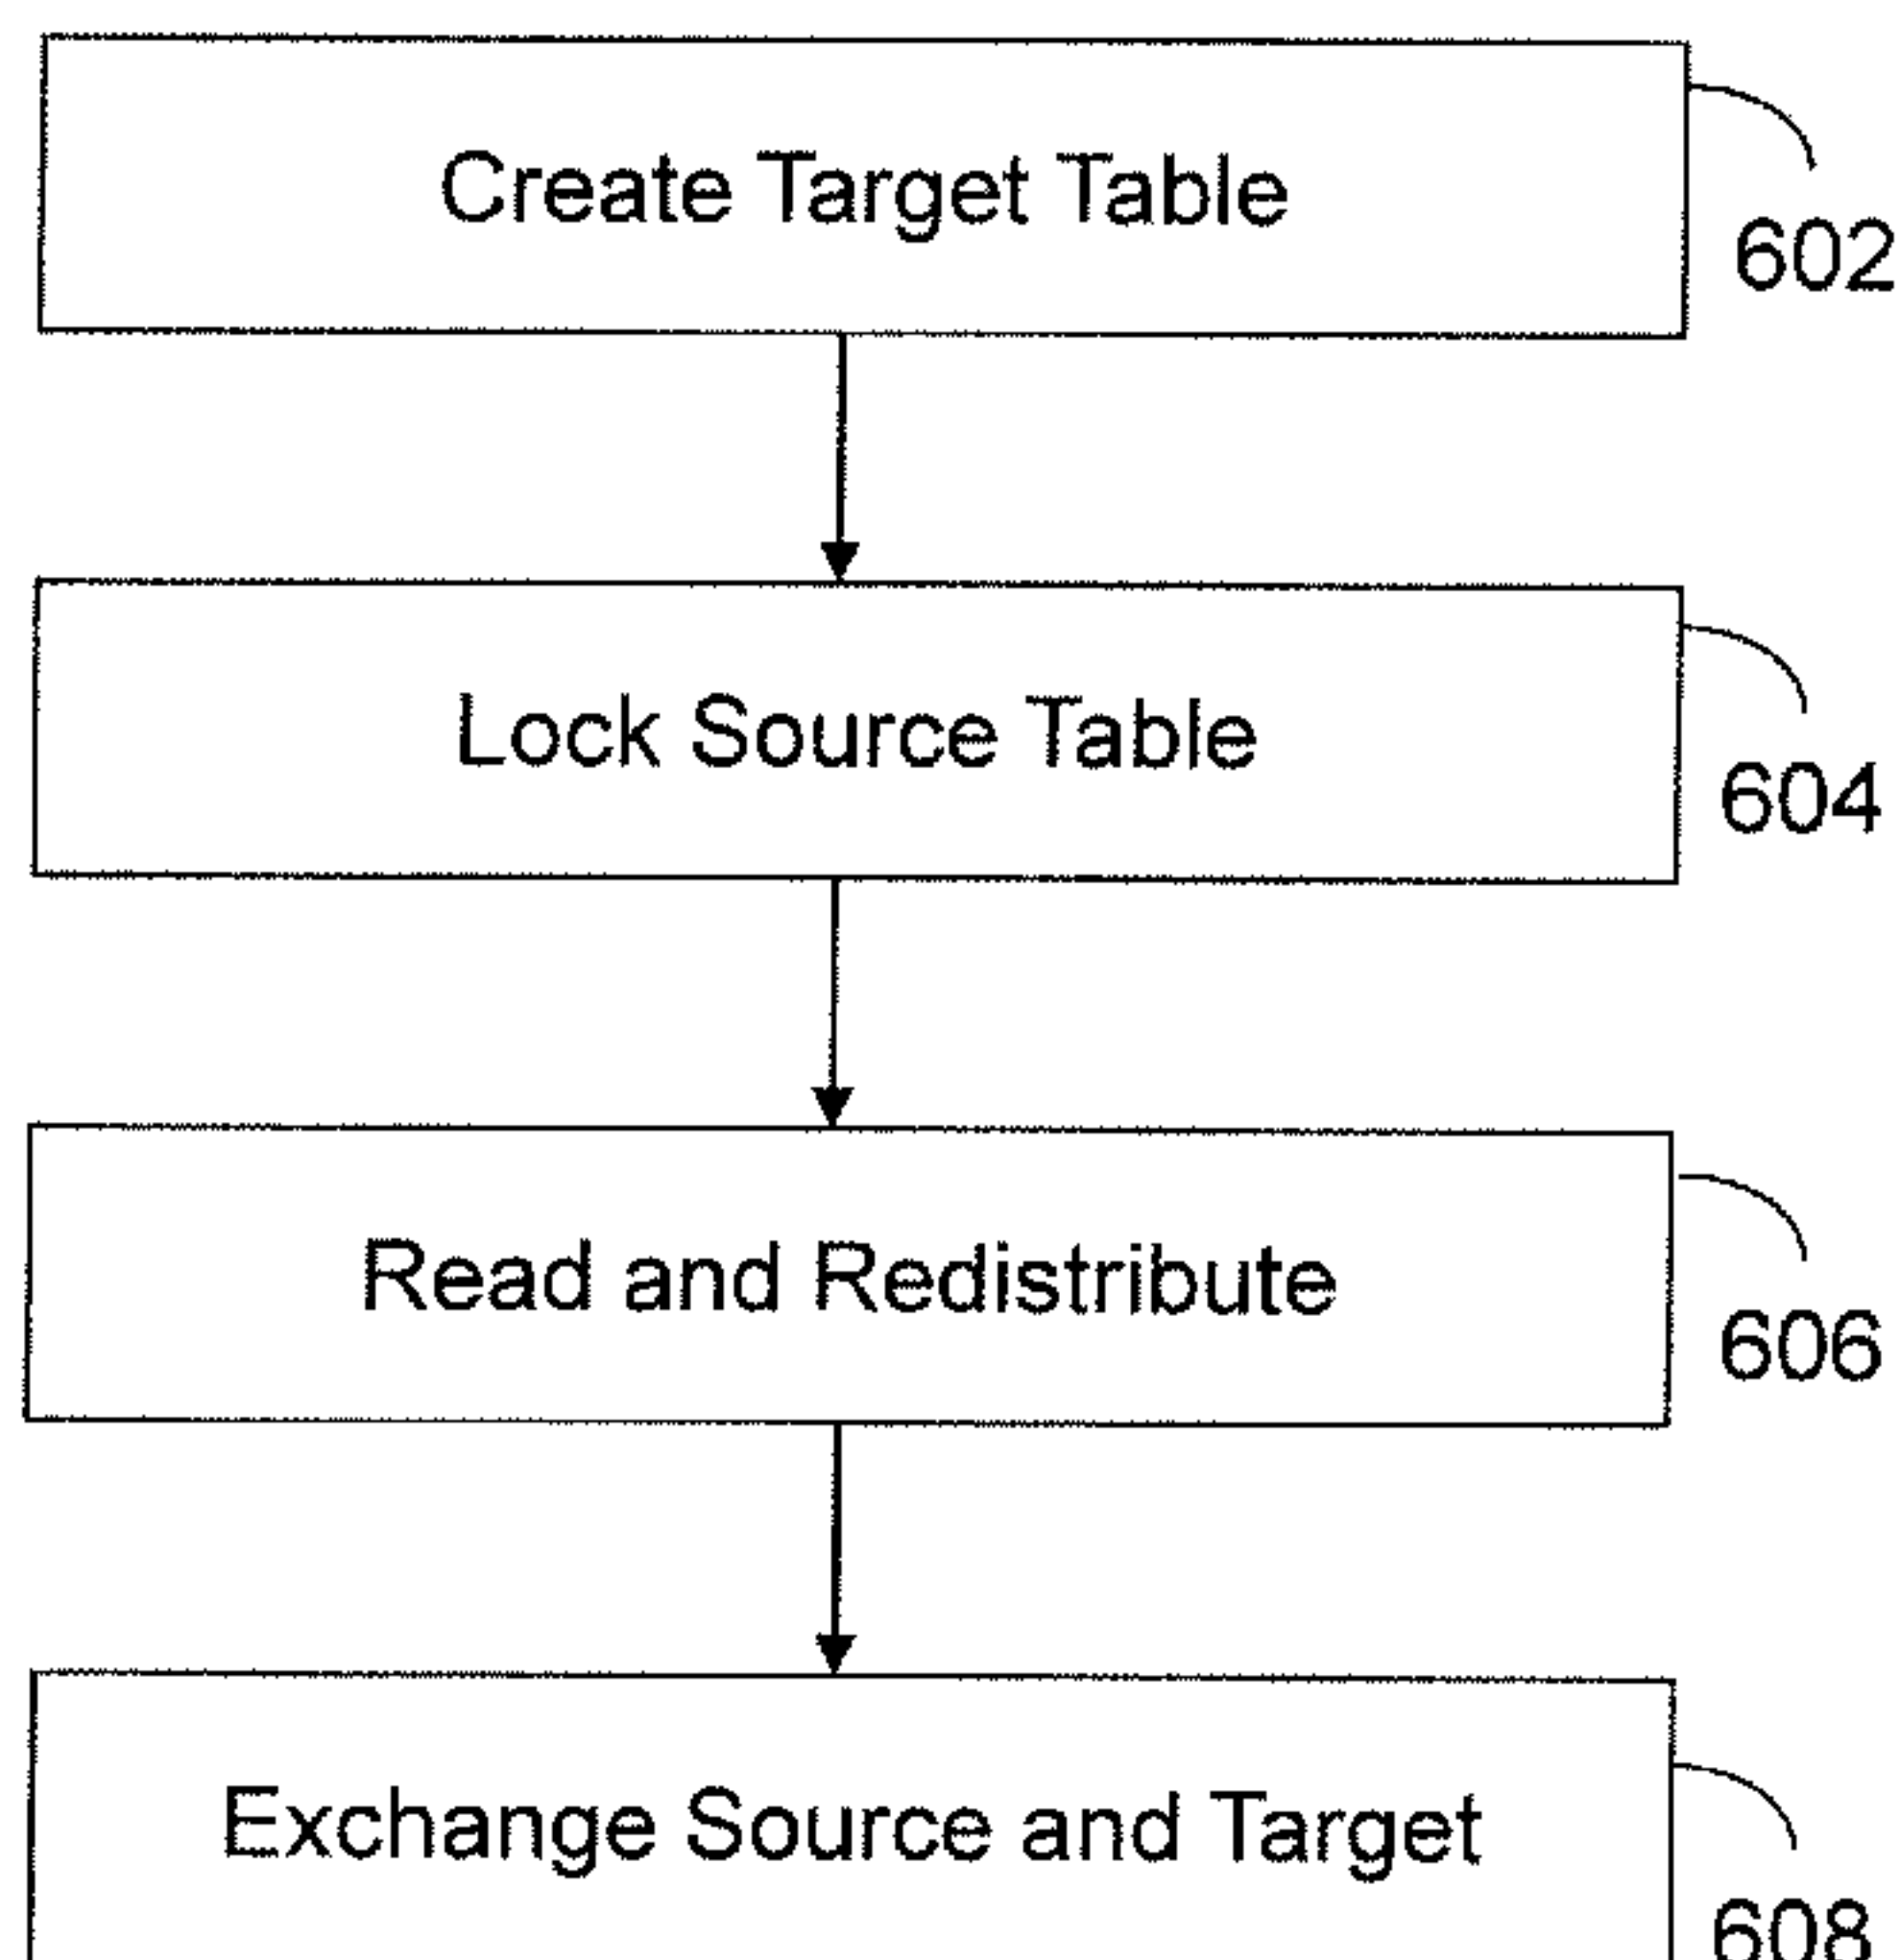 Create Target Table
602
Lock Source Table
604
Read and Redistribute
606
Exchange Source and Target
608